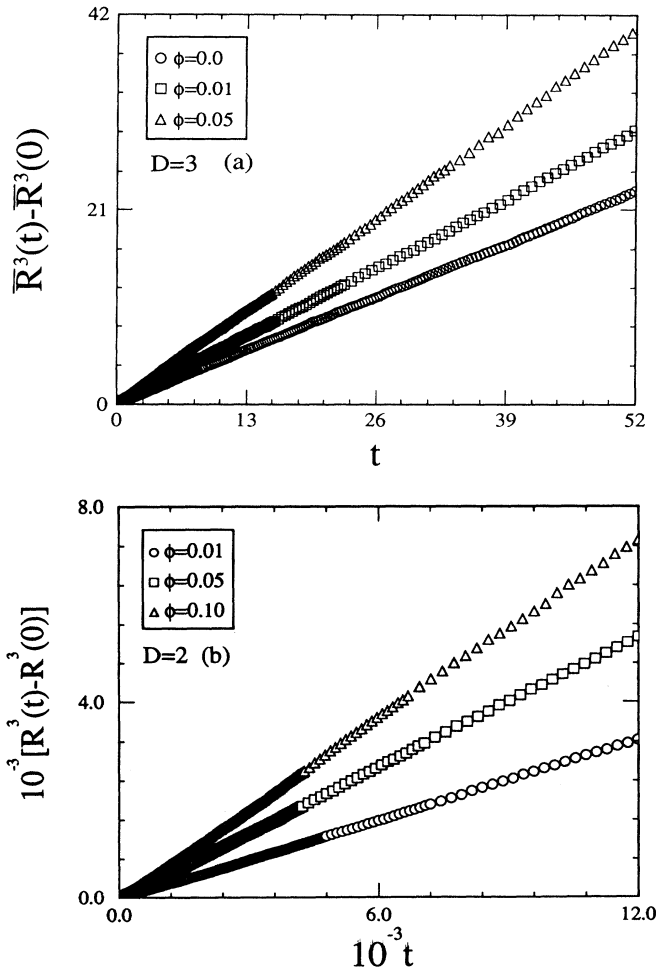 42
○ ϕ=0.0
□ ϕ=0.01
△ ϕ=0.05
D=3 (a)
R̅³(t)-R̅³(0)
21
0
0 13 26 39 52
t
8.0
○ ϕ=0.01
□ ϕ=0.05
△ ϕ=0.10
D=2 (b)
10⁻³[R³(t)-R³(0)]
4.0
0.0
0.0 6.0 12.0
10⁻³t